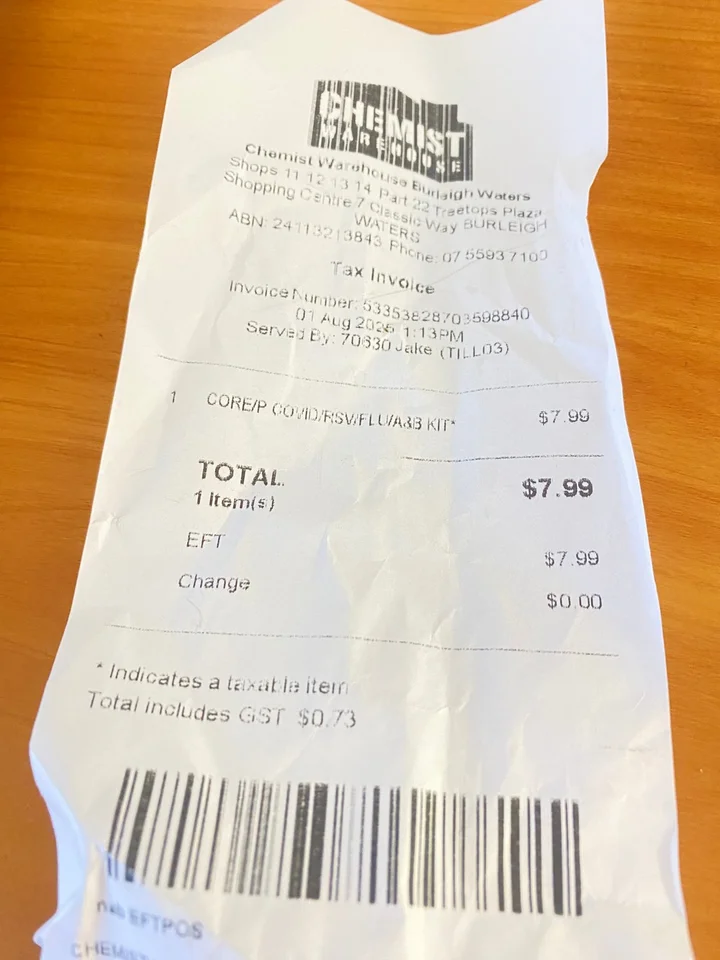 CHEMIST
WAREHOUSE
Chemist Warehouse Burleigh Waters
Shops 11 12 13 14 Part 22 Treetops Plaza
Shopping Centre 7 Classic Way BURLEIGH
WATERS
ABN: 24113213843 Phone: 07 5593 7100
Tax Invoice
Invoice Number: 53353828703598840
01 Aug 2025 1:13PM
Served By: 70630 Jake (TILL03)
1 CORE/P COVID/RSV/FLU/A&B KIT* $7.99
TOTAL $7.99
1 Item(s)
EFT $7.99
Change $0.00
* Indicates a taxable item
Total includes GST $0.73
nab EFTPOS
CHEMIST